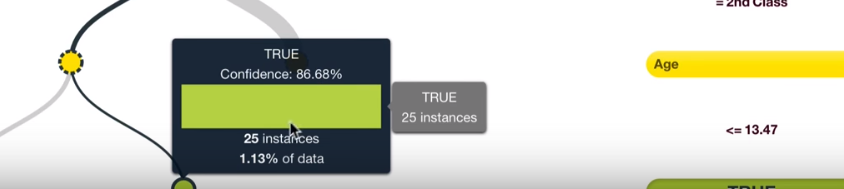 = 2nd Class
TRUE
Confidence: 86.68%
25 instances
1.13% of data
TRUE
25 instances
Age
<= 13.47
TRUE